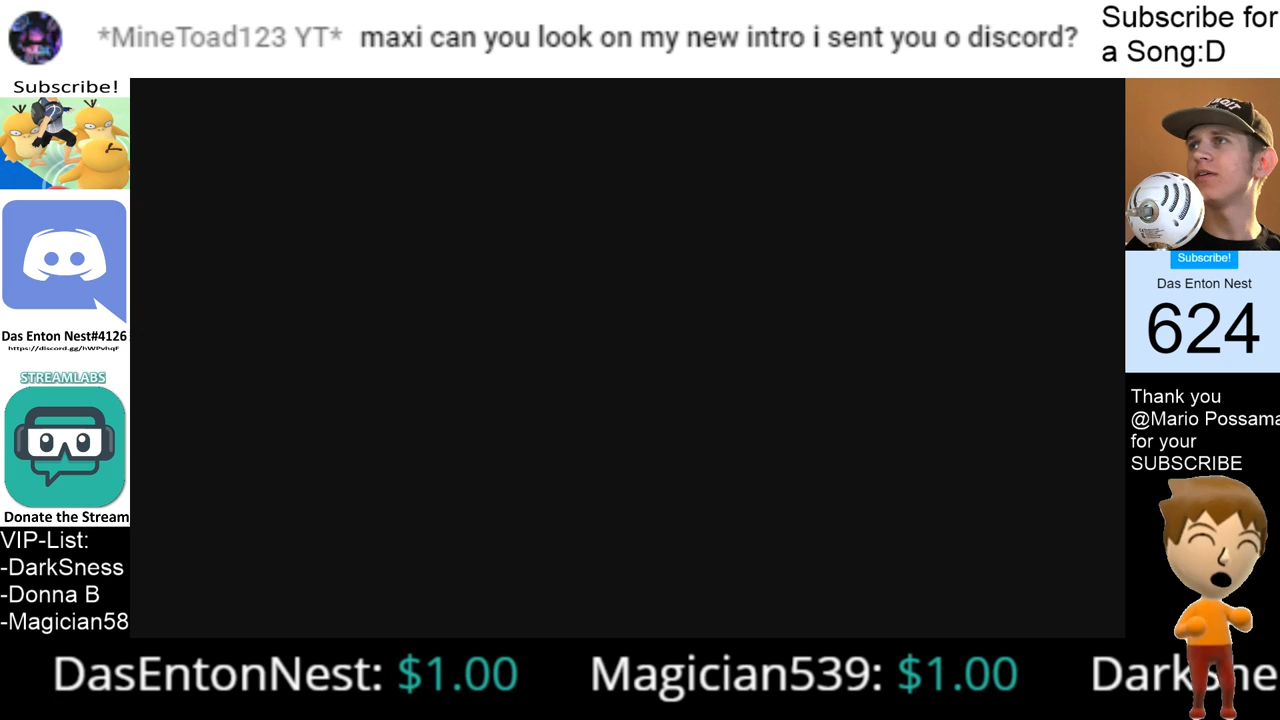 *MineToad123 YT* maxi can you look on my new intro i sent you o discord?
Subscribe for
a Song:D
Subscribe!
Das Enton Nest#4126
STREAMLABS
Donate the Stream
VIP-List:
-DarkSness
-Donna B
-Magician58
Subscribe!
Das Enton Nest
624
Thank you
@Mario Possama
for your
SUBSCRIBE
DasEntonNest: $1.00 Magician539: $1.00